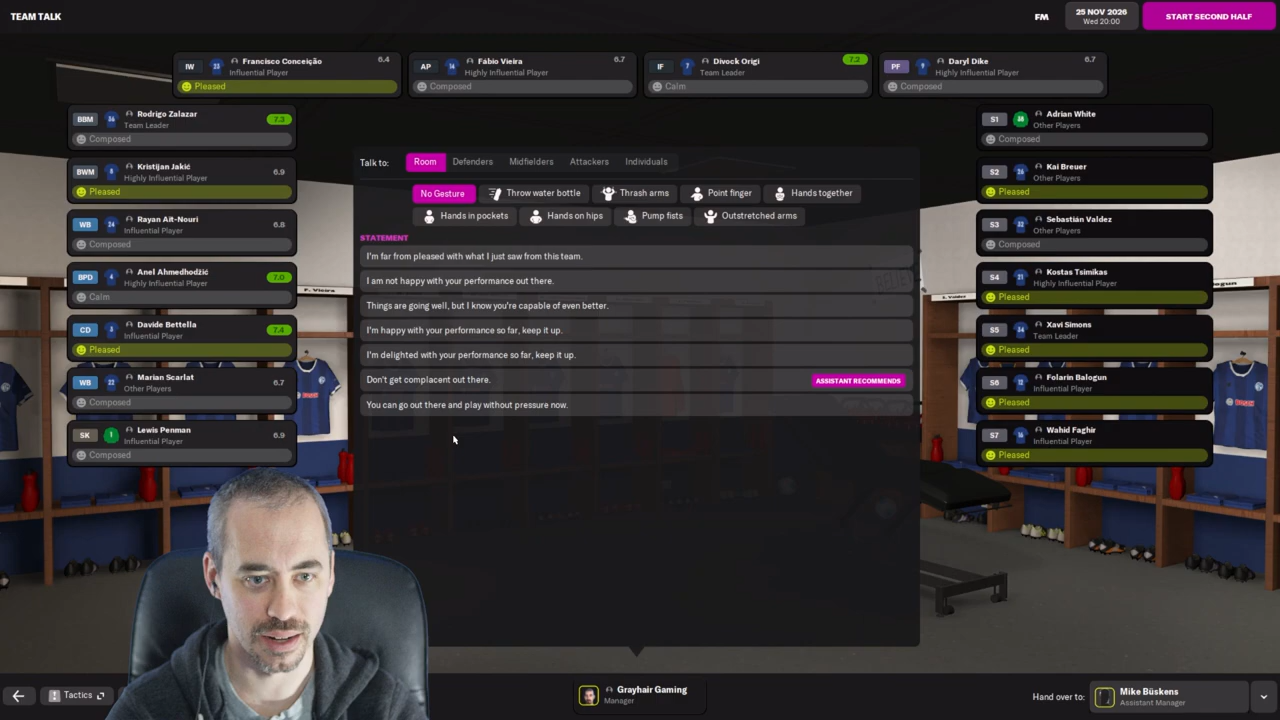 TEAM TALK
FM
25 NOV 2026
Wed 20:00
START SECOND HALF
IW 33 Francisco Conceição 6.4
Influential Player
Pleased
AP 14 Fábio Vieira 6.7
Highly Influential Player
Composed
IF 7 Divock Origi 7.2
Team Leader
Calm
PF 9 Daryl Dike 6.7
Highly Influential Player
Composed
BBM Rodrigo Zalazar 7.3
Team Leader
Composed
BWM Kristijan Jakić 6.9
Highly Influential Player
Pleased
WB 24 Rayan Aït-Nouri 6.8
Influential Player
Composed
BPD 4 Anel Ahmedhodžić 7.0
Highly Influential Player
Calm
CD Davide Bettella 7.4
Influential Player
Pleased
WB 22 Marian Scarlat 6.7
Other Players
Composed
SK 1 Lewis Penman 6.9
Influential Player
Composed
Talk to: Room Defenders Midfielders Attackers Individuals
No Gesture Throw water bottle Thrash arms Point finger Hands together
Hands in pockets Hands on hips Pump fists Outstretched arms
STATEMENT
I'm far from pleased with what I just saw from this team.
I am not happy with your performance out there.
Things are going well, but I know you're capable of even better.
I'm happy with your performance so far, keep it up.
I'm delighted with your performance so far, keep it up.
Don't get complacent out there. ASSISTANT RECOMMENDS
You can go out there and play without pressure now.
S1 Adrian White
Other Players
Composed
S2 Kai Breuer
Other Players
Pleased
S3 Sebastián Valdez
Other Players
Composed
S4 Kostas Tsimikas
Highly Influential Player
Pleased
S5 Xavi Simons
Team Leader
Pleased
S6 Folarin Balogun
Influential Player
Pleased
S7 Wahid Faghir
Influential Player
Pleased
F. Vieira
Tactics
Grayhair Gaming
Manager
Hand over to: Mike Büskens
Assistant Manager